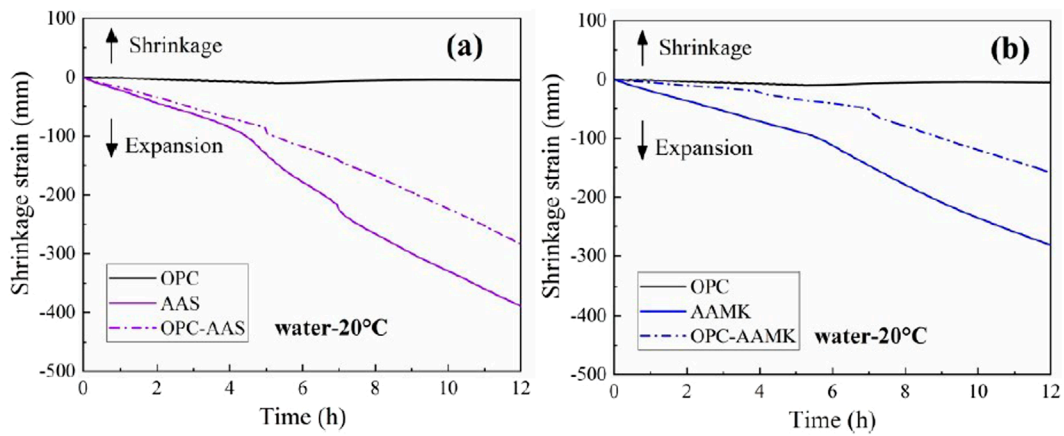 100
0
-100
-200
-300
-400
-500
0 2 4 6 8 10 12
Shrinkage strain (mm)
Time (h)
Shrinkage
Expansion
(a)
OPC
AAS
OPC-AAS
water-20°C
100
0
-100
-200
-300
-400
-500
0 2 4 6 8 10 12
Shrinkage strain (mm)
Time (h)
Shrinkage
Expansion
(b)
OPC
AAMK
OPC-AAMK
water-20°C